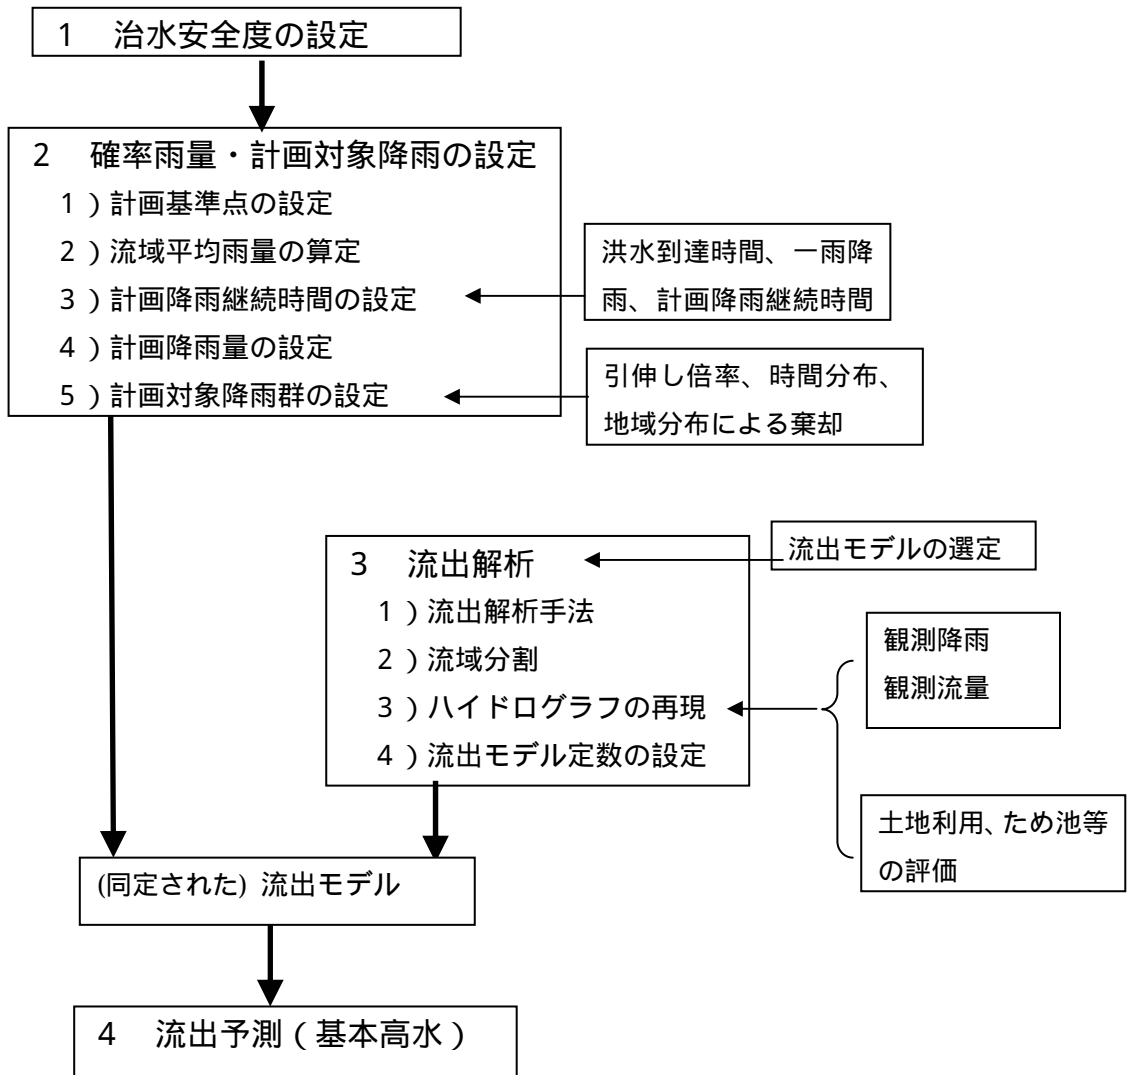 1 治水安全度の設定
2 確率雨量・計画対象降雨の設定
1)計画基準点の設定
2)流域平均雨量の算定
3)計画降雨継続時間の設定
4)計画降雨量の設定
5)計画対象降雨群の設定
洪水到達時間、一雨降
雨、計画降雨継続時間
引伸し倍率、時間分布、
地域分布による棄却
3 流出解析
1)流出解析手法
2)流域分割
3)ハイドログラフの再現
4)流出モデル定数の設定
流出モデルの選定
観測降雨
観測流量
土地利用、ため池等
の評価
(同定された) 流出モデル
4 流出予測(基本高水)